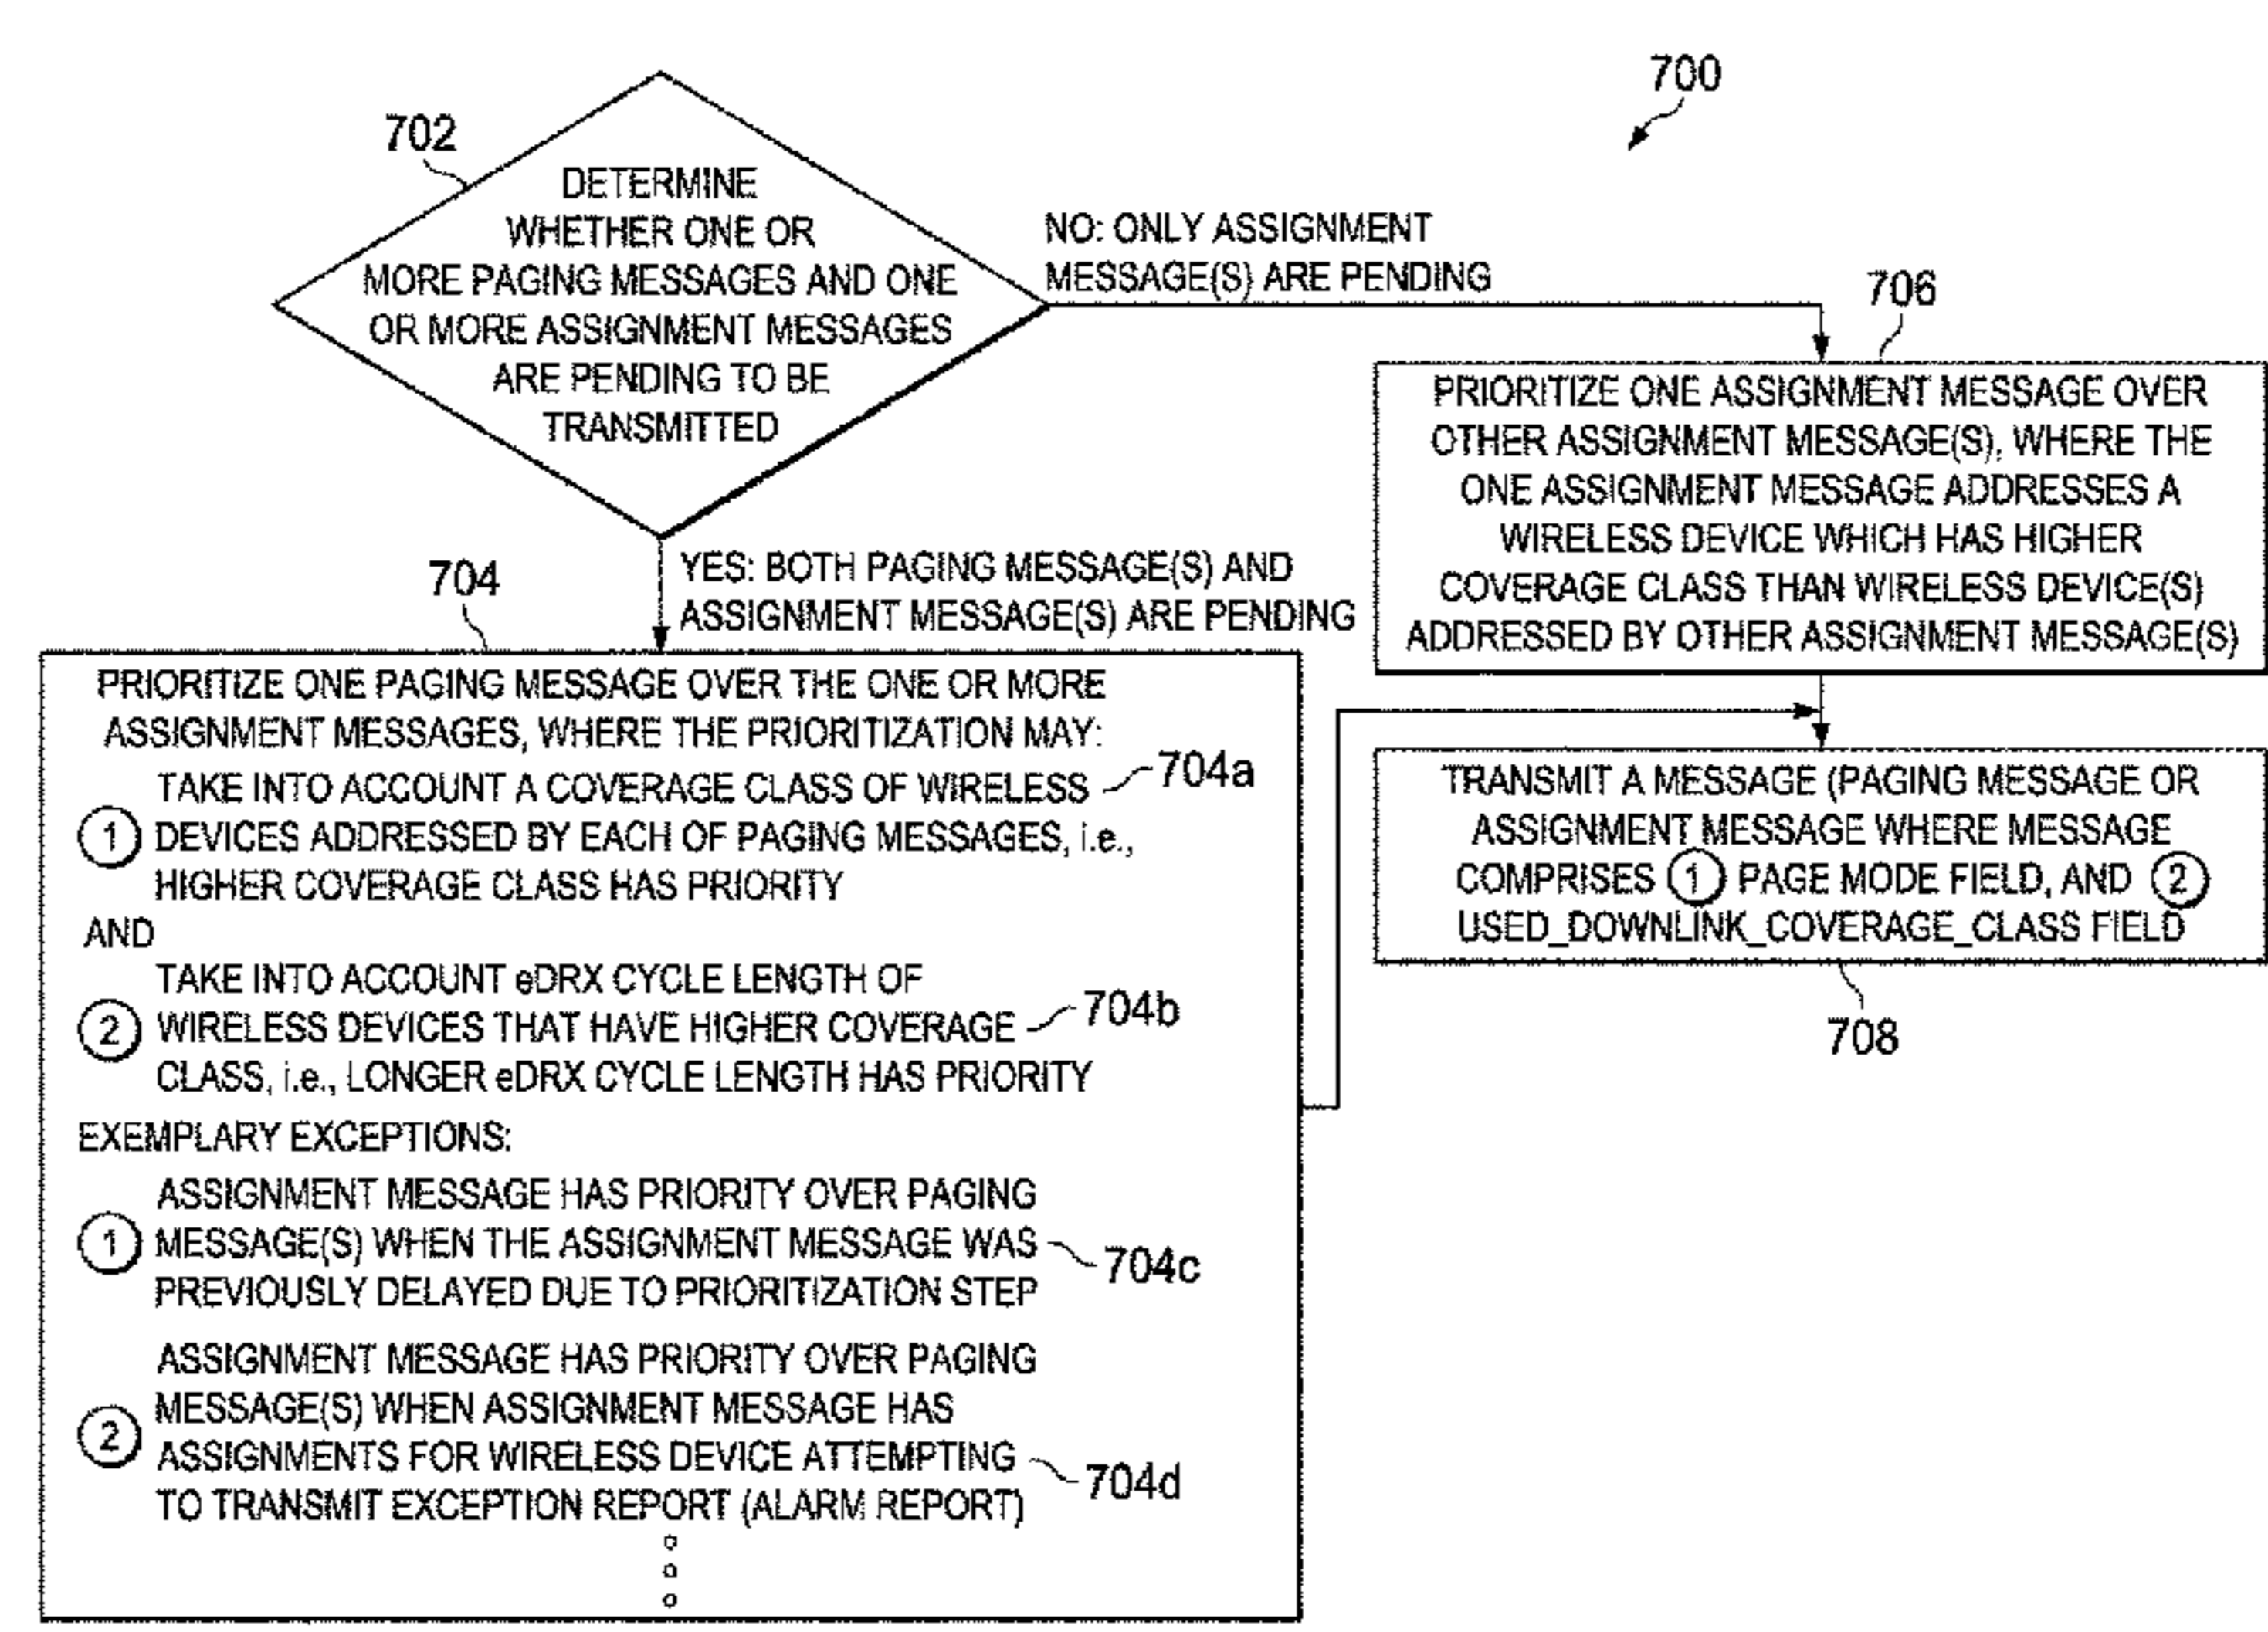 700
702
DETERMINE
WHETHER ONE OR
MORE PAGING MESSAGES AND ONE
OR MORE ASSIGNMENT MESSAGES
ARE PENDING TO BE
TRANSMITTED
NO: ONLY ASSIGNMENT
MESSAGE(S) ARE PENDING
706
PRIORITIZE ONE ASSIGNMENT MESSAGE OVER
OTHER ASSIGNMENT MESSAGE(S), WHERE THE
ONE ASSIGNMENT MESSAGE ADDRESSES A
WIRELESS DEVICE WHICH HAS HIGHER
COVERAGE CLASS THAN WIRELESS DEVICE(S)
ADDRESSED BY OTHER ASSIGNMENT MESSAGE(S)
YES: BOTH PAGING MESSAGE(S) AND
ASSIGNMENT MESSAGE(S) ARE PENDING
704
PRIORITIZE ONE PAGING MESSAGE OVER THE ONE OR MORE
ASSIGNMENT MESSAGES, WHERE THE PRIORITIZATION MAY:
TAKE INTO ACCOUNT A COVERAGE CLASS OF WIRELESS 704a
1 DEVICES ADDRESSED BY EACH OF PAGING MESSAGES, i.e.,
HIGHER COVERAGE CLASS HAS PRIORITY
AND
TAKE INTO ACCOUNT eDRX CYCLE LENGTH OF
2 WIRELESS DEVICES THAT HAVE HIGHER COVERAGE 704b
CLASS, i.e., LONGER eDRX CYCLE LENGTH HAS PRIORITY
EXEMPLARY EXCEPTIONS:
ASSIGNMENT MESSAGE HAS PRIORITY OVER PAGING
1 MESSAGE(S) WHEN THE ASSIGNMENT MESSAGE WAS 704c
PREVIOUSLY DELAYED DUE TO PRIORITIZATION STEP
ASSIGNMENT MESSAGE HAS PRIORITY OVER PAGING
MESSAGE(S) WHEN ASSIGNMENT MESSAGE HAS
2 ASSIGNMENTS FOR WIRELESS DEVICE ATTEMPTING 704d
TO TRANSMIT EXCEPTION REPORT (ALARM REPORT)
TRANSMIT A MESSAGE (PAGING MESSAGE OR
ASSIGNMENT MESSAGE WHERE MESSAGE
COMPRISES 1 PAGE MODE FIELD, AND 2
USED_DOWNLINK_COVERAGE_CLASS FIELD
708